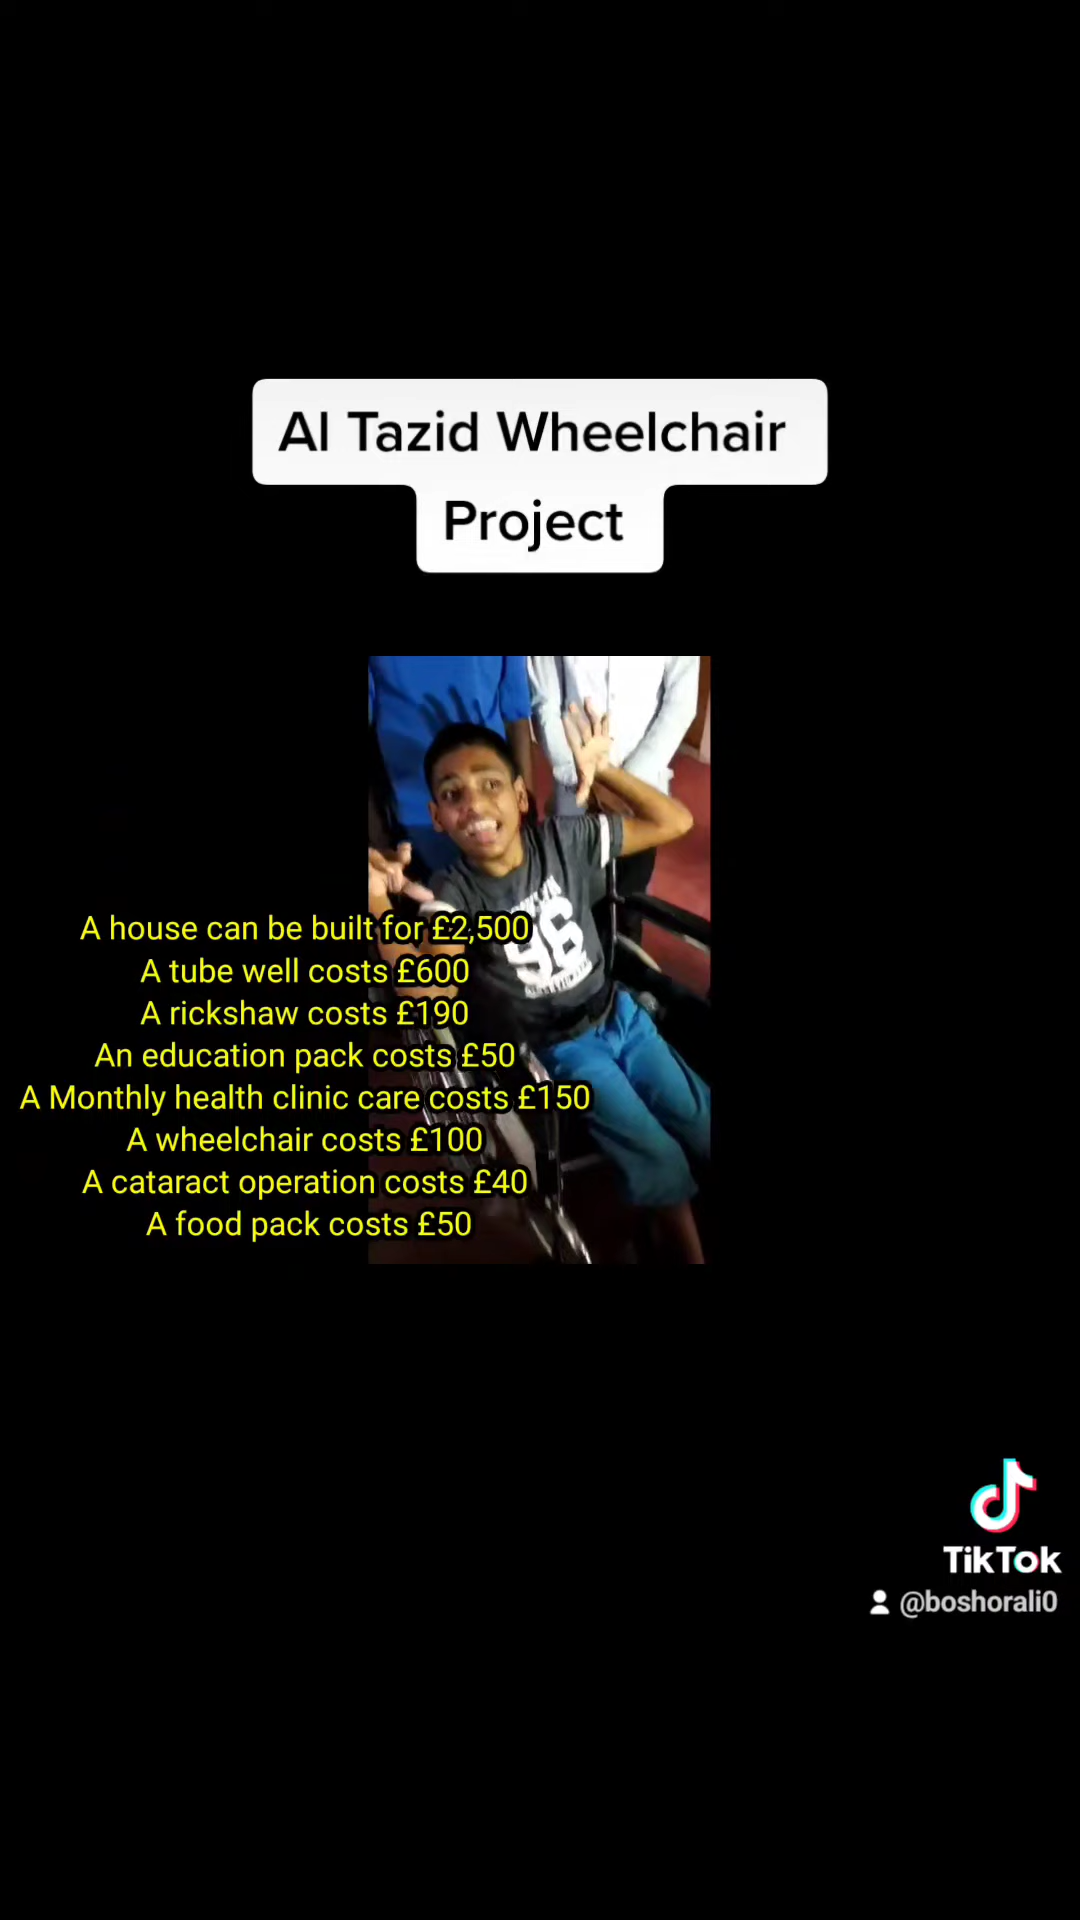 Al Tazid Wheelchair
Project
96
A house can be built for £2,500
A tube well costs £600
A rickshaw costs £190
An education pack costs £50
A Monthly health clinic care costs £150
A wheelchair costs £100
A cataract operation costs £40
A food pack costs £50
TikTok
@boshorali0